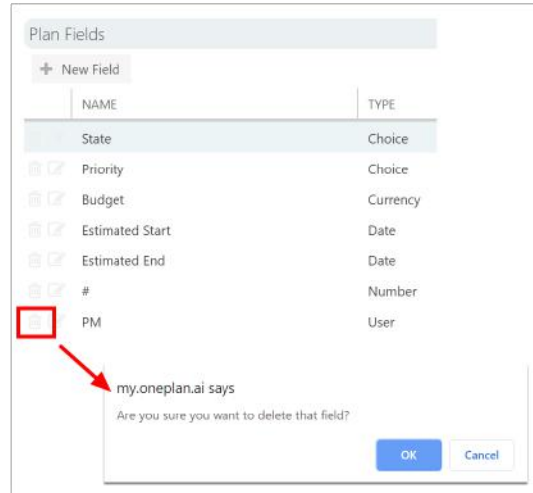 Plan Fields
+ New Field
NAME TYPE
State Choice
Priority Choice
Budget Currency
Estimated Start Date
Estimated End Date
# Number
PM User
my.oneplan.ai says
Are you sure you want to delete that field?
OK Cancel